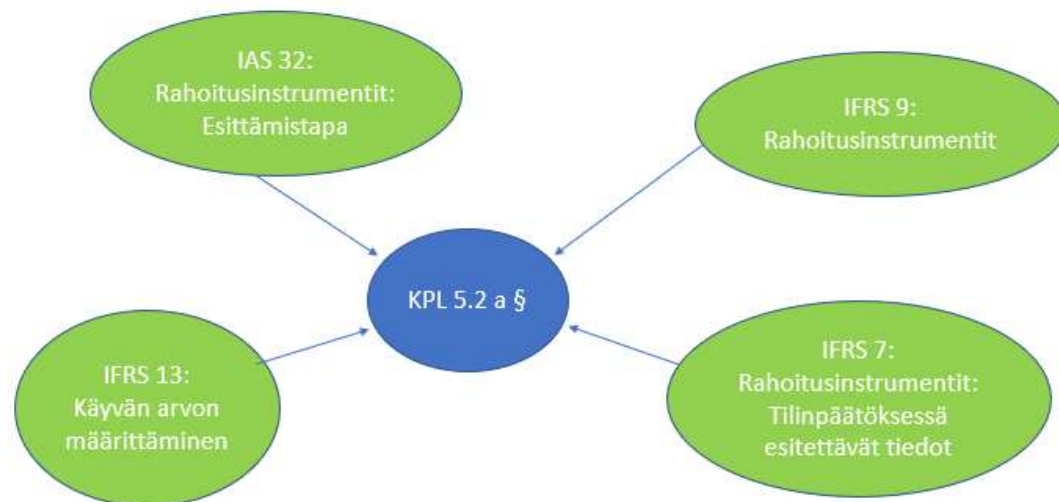 IAS 32:
Rahoitusinstrumentit:
Esittämistapa
IFRS 9:
Rahoitusinstrumentit
KPL 5.2 a §
IFRS 13:
Käyvän arvon
määrittäminen
IFRS 7:
Rahoitusinstrumentit:
Tilinpäätöksessä
esitettävät tiedot